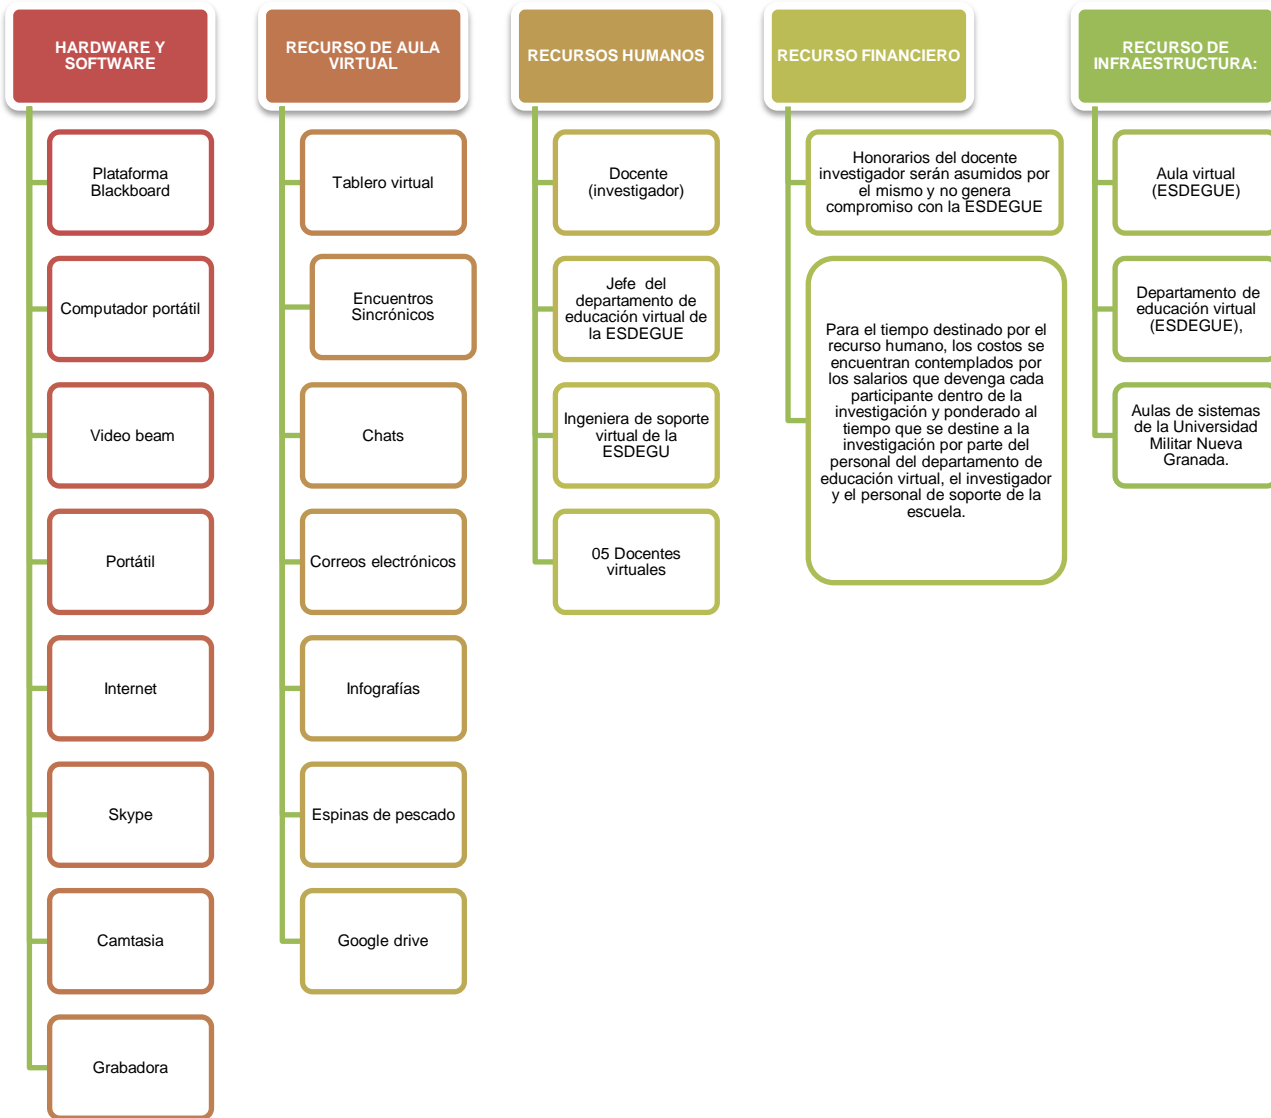 HARDWARE Y
SOFTWARE
Plataforma
Blackboard
Computador portátil
Video beam
Portátil
Internet
Skype
Camtasia
Grabadora
RECURSO DE AULA
VIRTUAL
Tablero virtual
Encuentros
Sincrónicos
Chats
Correos electrónicos
Infografías
Espinas de pescado
Google drive
RECURSOS HUMANOS
Docente
(investigador)
Jefe del
departamento de
educación virtual de
la ESDEGUE
Ingeniera de soporte
virtual de la
ESDEGU
05 Docentes
virtuales
RECURSO FINANCIERO
Honorarios del docente
investigador serán asumidos por
el mismo y no genera
compromiso con la ESDEGUE
Para el tiempo destinado por el
recurso humano, los costos se
encuentran contemplados por
los salarios que devenga cada
participante dentro de la
investigación y ponderado al
tiempo que se destine a la
investigación por parte del
personal del departamento de
educación virtual, el investigador
y el personal de soporte de la
escuela.
RECURSO DE
INFRAESTRUCTURA:
Aula virtual
(ESDEGUE)
Departamento de
educación virtual
(ESDEGUE),
Aulas de sistemas
de la Universidad
Militar Nueva
Granada.